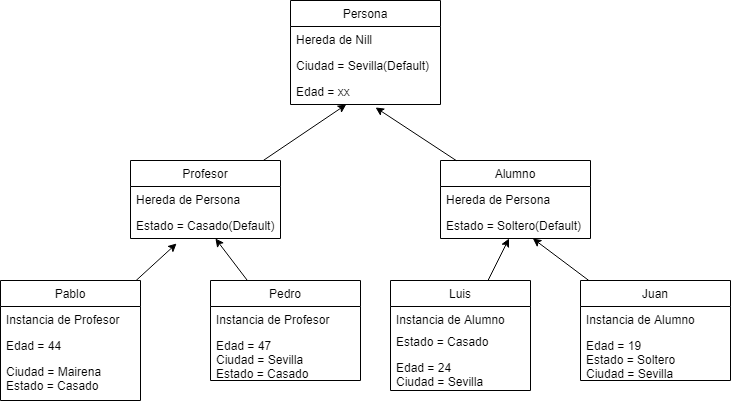 Persona
Hereda de Nill
Ciudad = Sevilla(Default)
Edad = xx
Profesor
Hereda de Persona
Estado = Casado(Default)
Alumno
Hereda de Persona
Estado = Soltero(Default)
Pablo
Instancia de Profesor
Edad = 44
Ciudad = Mairena
Estado = Casado
Pedro
Instancia de Profesor
Edad = 47
Ciudad = Sevilla
Estado = Casado
Luis
Instancia de Alumno
Estado = Casado
Edad = 24
Ciudad = Sevilla
Juan
Instancia de Alumno
Edad = 19
Estado = Soltero
Ciudad = Sevilla